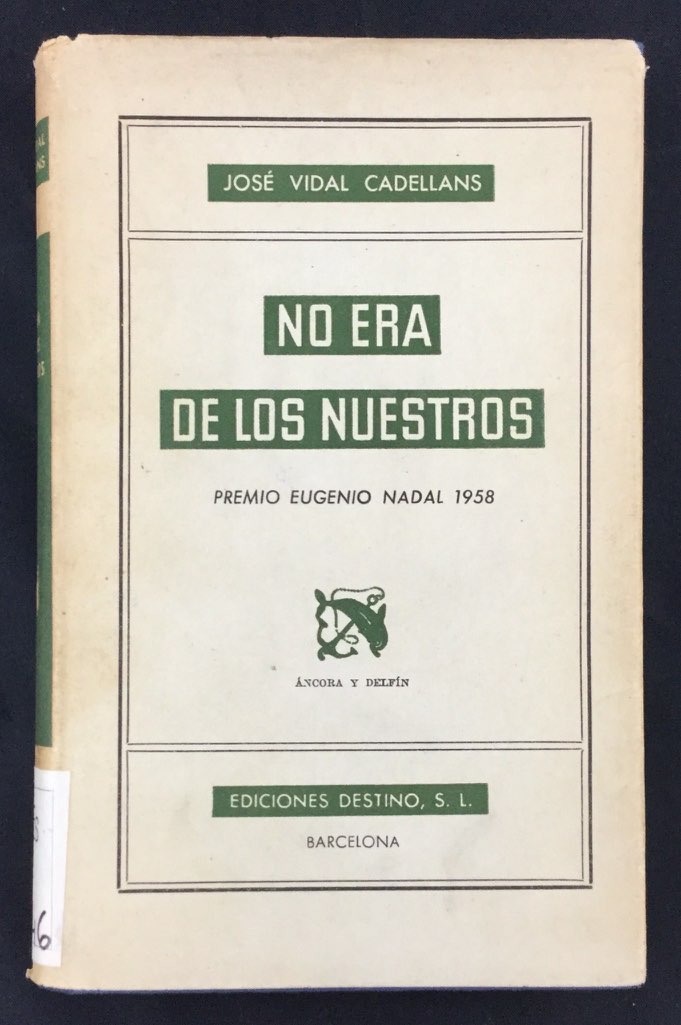 JOSÉ VIDAL CADELLANS
NO ERA
DE LOS NUESTROS
PREMIO EUGENIO NADAL 1958
ÁNCORA Y DELFÍN
EDICIONES DESTINO, S. L.
BARCELONA